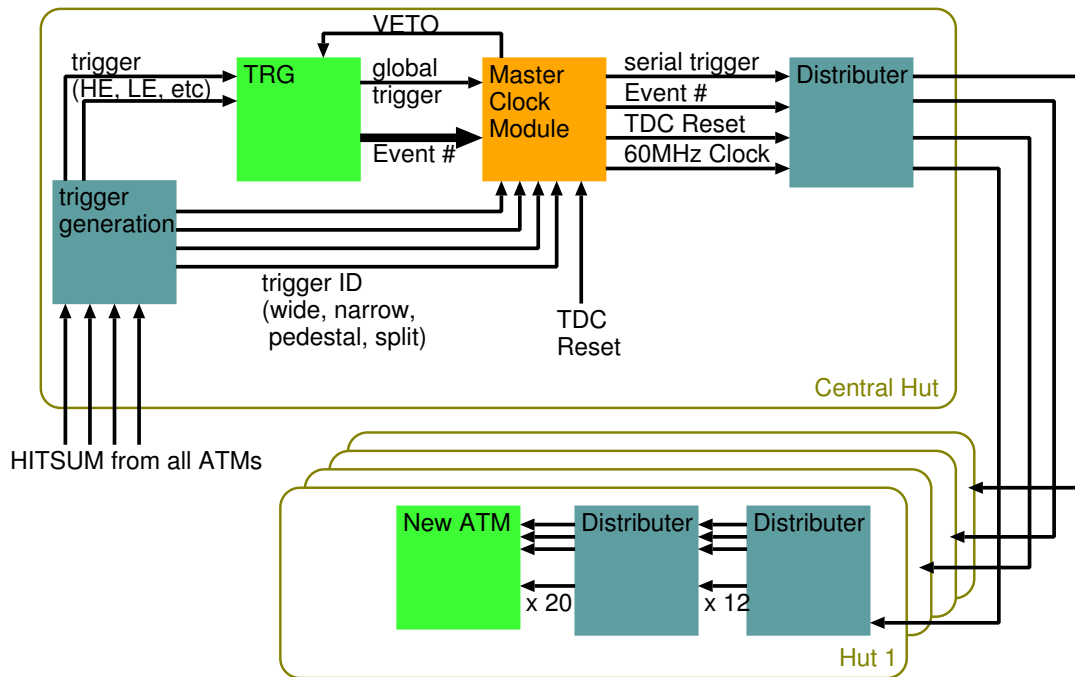 VETO
trigger
(HE, LE, etc)
TRG
global
trigger
Event #
Master
Clock
Module
serial trigger
Event #
TDC Reset
60MHz Clock
Distributer
trigger
generation
trigger ID
(wide, narrow,
pedestal, split)
TDC
Reset
Central Hut
HITSUM from all ATMs
New ATM
Distributer
Distributer
x 20
x 12
Hut 1